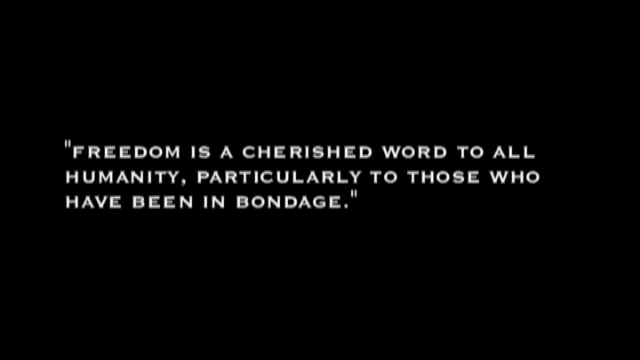 "FREEDOM IS A CHERISHED WORD TO ALL
HUMANITY, PARTICULARLY TO THOSE WHO
HAVE BEEN IN BONDAGE."